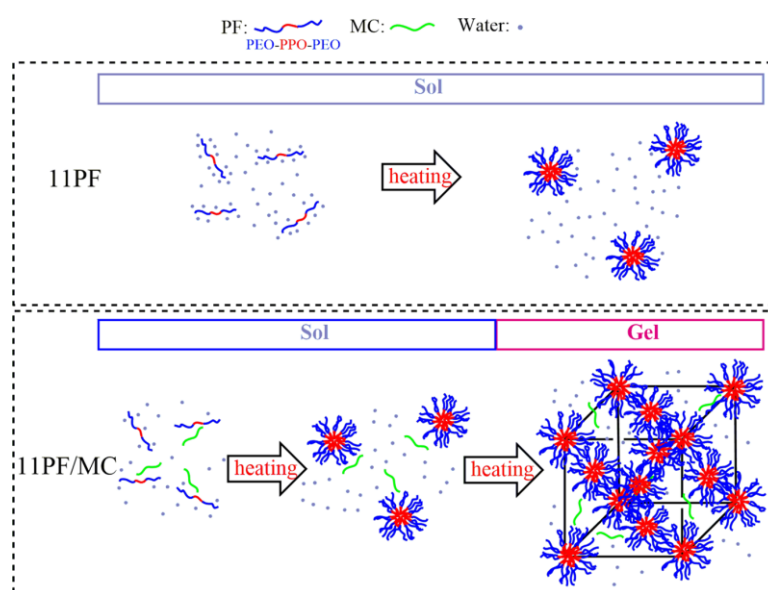 PF: MC: Water:
PEO-PPO-PEO
Sol
11PF
heating
Sol Gel
11PF/MC
heating heating